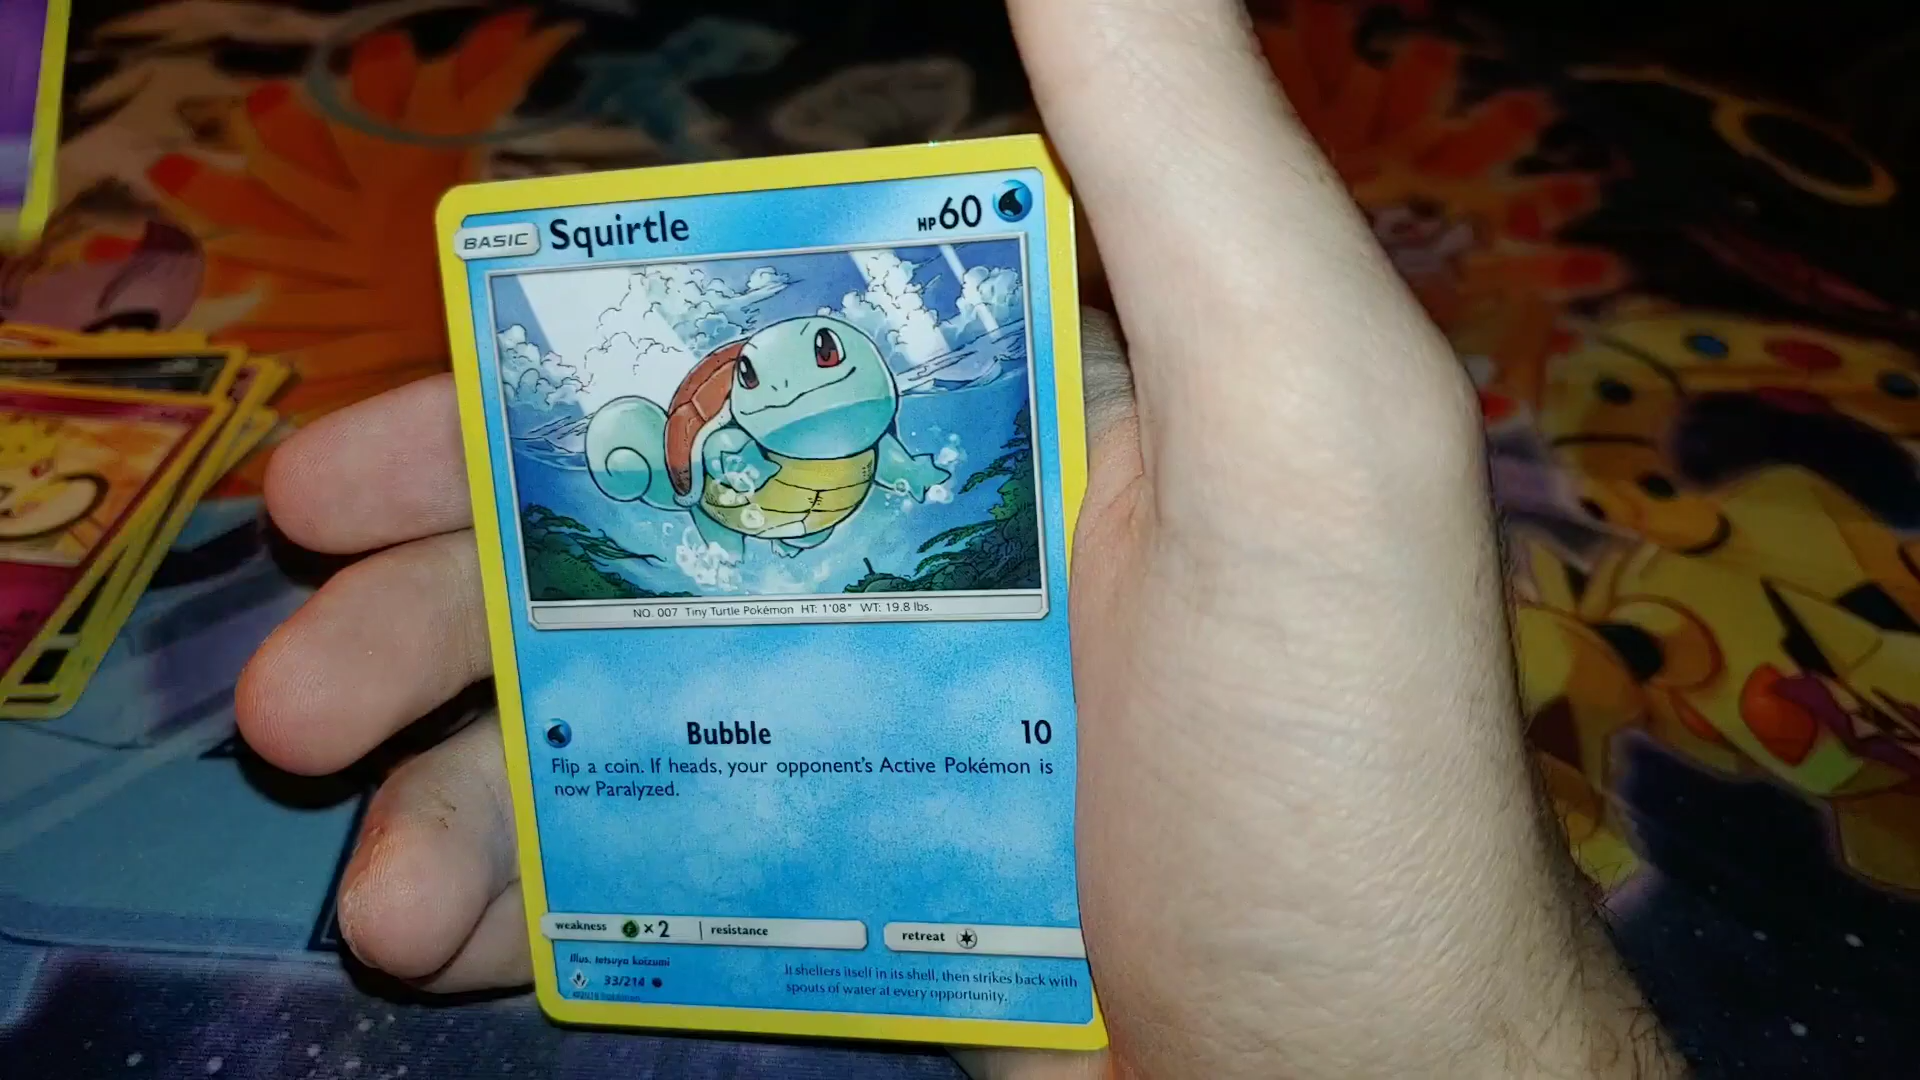 BASIC Squirtle HP60
NO. 007 Tiny Turtle Pokémon HT: 1'08" WT: 19.8 lbs.
Bubble 10
Flip a coin. If heads, your opponent's Active Pokémon is
now Paralyzed.
weakness ×2 resistance retreat
Illus. tetsuya koizumi
33/214
It shelters itself in its shell, then strikes back with
spouts of water at every opportunity.